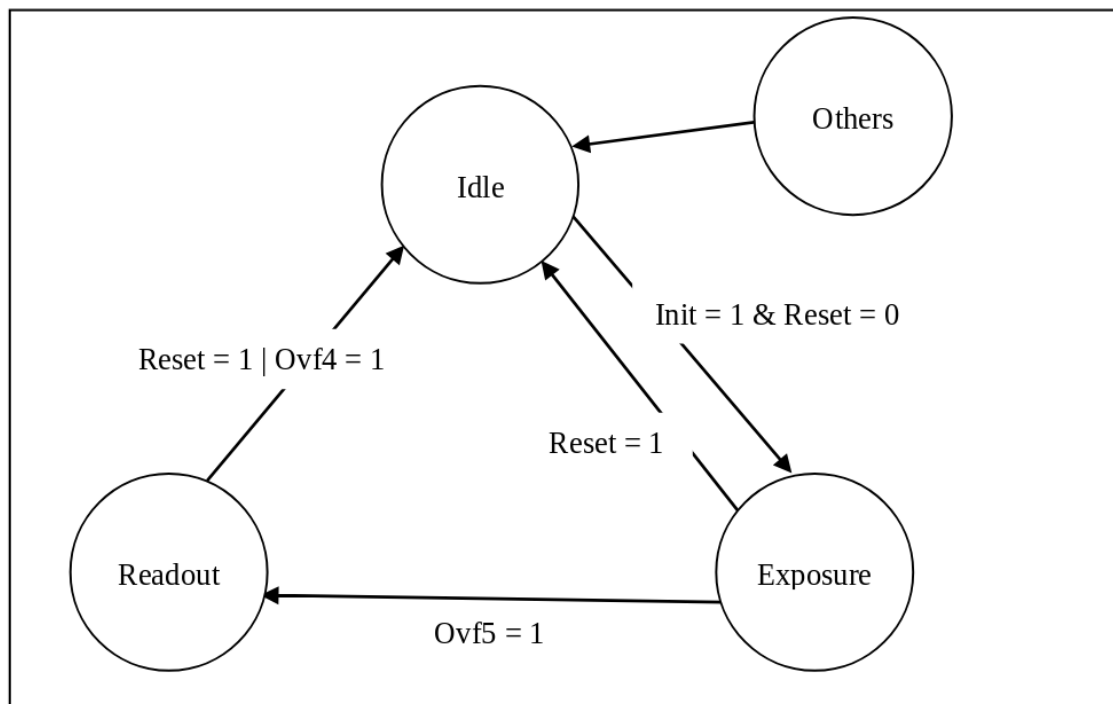 Others
Idle
Init = 1 & Reset = 0
Reset = 1 | Ovf4 = 1
Reset = 1
Readout
Exposure
Ovf5 = 1